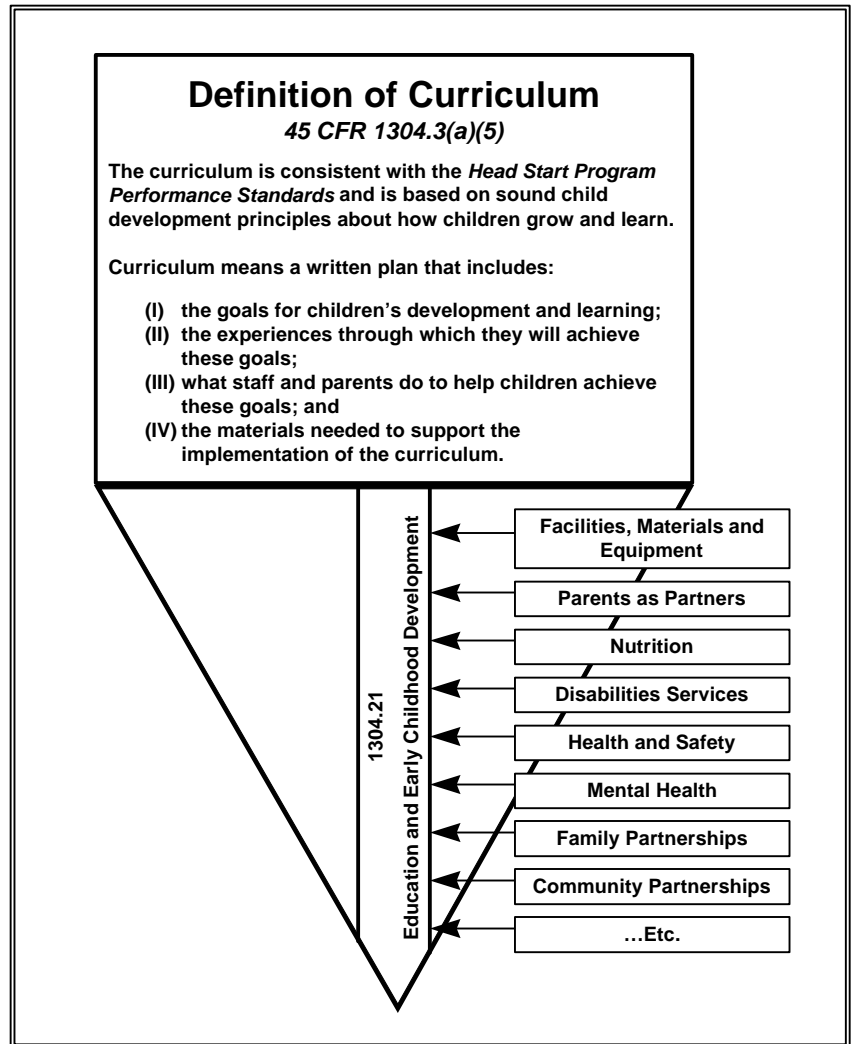 Definition of Curriculum
45 CFR 1304.3(a)(5)
The curriculum is consistent with the Head Start Program
Performance Standards and is based on sound child
development principles about how children grow and learn.
Curriculum means a written plan that includes:
(I) the goals for children's development and learning;
(II) the experiences through which they will achieve
these goals;
(III) what staff and parents do to help children achieve
these goals; and
(IV) the materials needed to support the
implementation of the curriculum.
1304.21
Education and Early Childhood Development
Facilities, Materials and
Equipment
Parents as Partners
Nutrition
Disabilities Services
Health and Safety
Mental Health
Family Partnerships
Community Partnerships
…Etc.